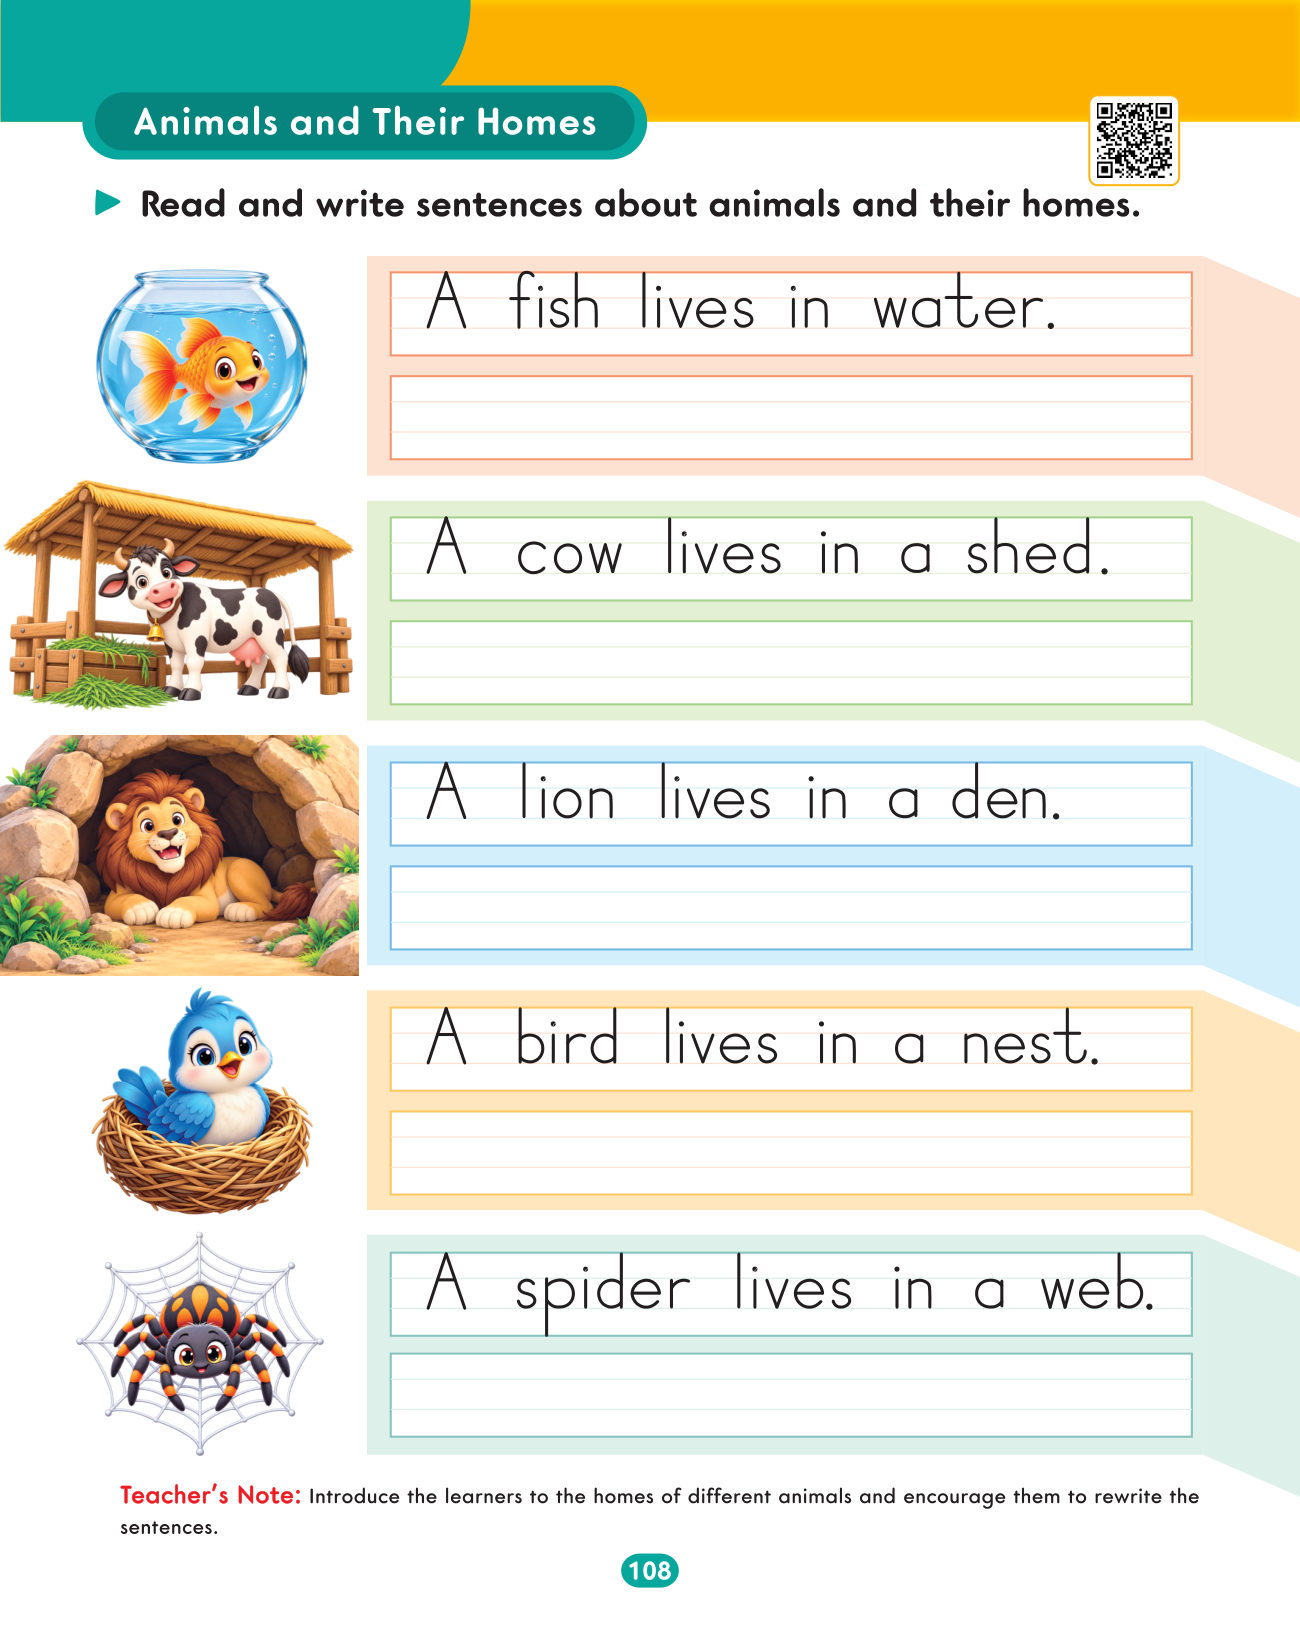 Animals and Their Homes
Read and write sentences about animals and their homes.
A fish lives in water.
A cow lives in a shed.
A lion lives in a den.
A bird lives in a nest.
A spider lives in a web.
Teacher's Note: Introduce the learners to the homes of different animals and encourage them to rewrite the
sentences.
108